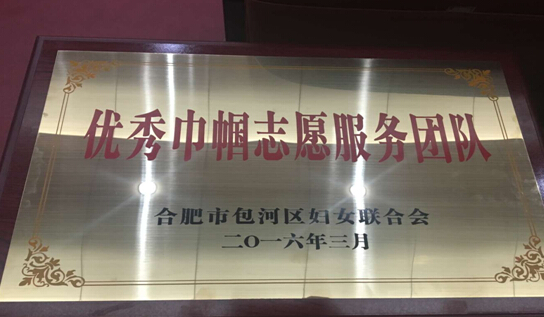 优秀巾帼志愿服务团队
合肥市包河区妇女联合会
二〇一六年三月